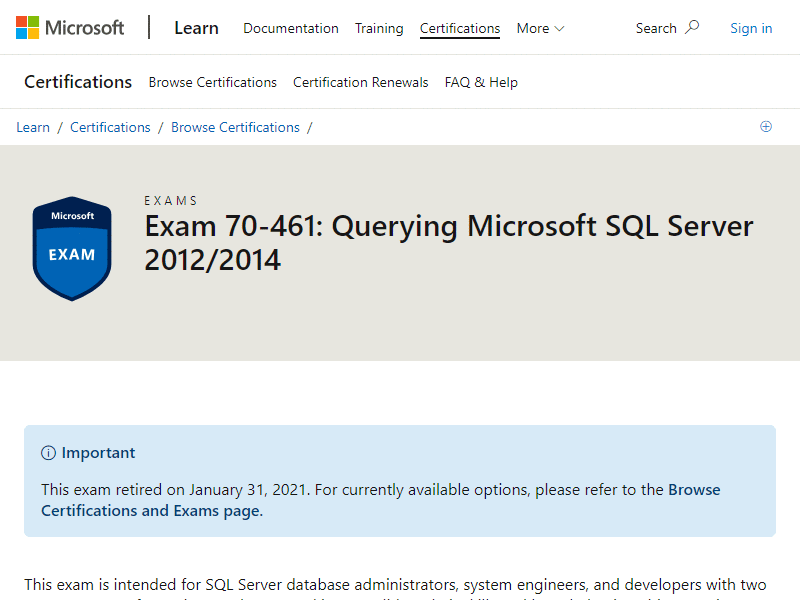 Microsoft Learn Documentation Training Certifications More Search Sign in
Certifications Browse Certifications Certification Renewals FAQ & Help
Learn / Certifications / Browse Certifications /
Microsoft
EXAM
EXAMS
Exam 70-461: Querying Microsoft SQL Server
2012/2014
Important
This exam retired on January 31, 2021. For currently available options, please refer to the Browse
Certifications and Exams page.
This exam is intended for SQL Server database administrators, system engineers, and developers with two